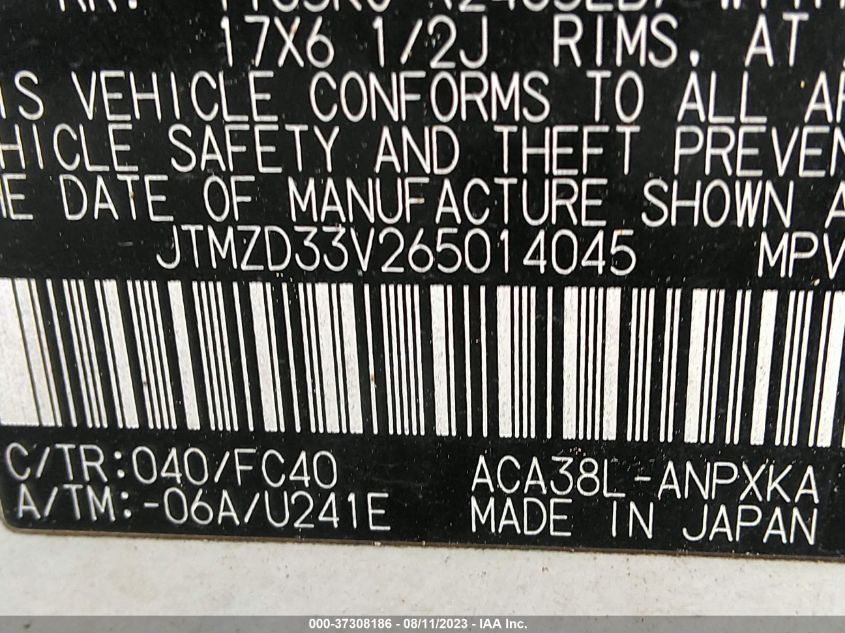 17X6 1/2J RIMS, AT
IS VEHICLE CONFORMS TO ALL
HICLE SAFETY AND THEFT PREVEN
E DATE OF MANUFACTURE SHOWN A
JTMZD33V265014045 MPV
C/TR:040/FC40 ACA38L-ANPXKA
A/TM:-06A/U241E MADE IN JAPAN
000-37308186 - 08/11/2023 - IAA Inc.